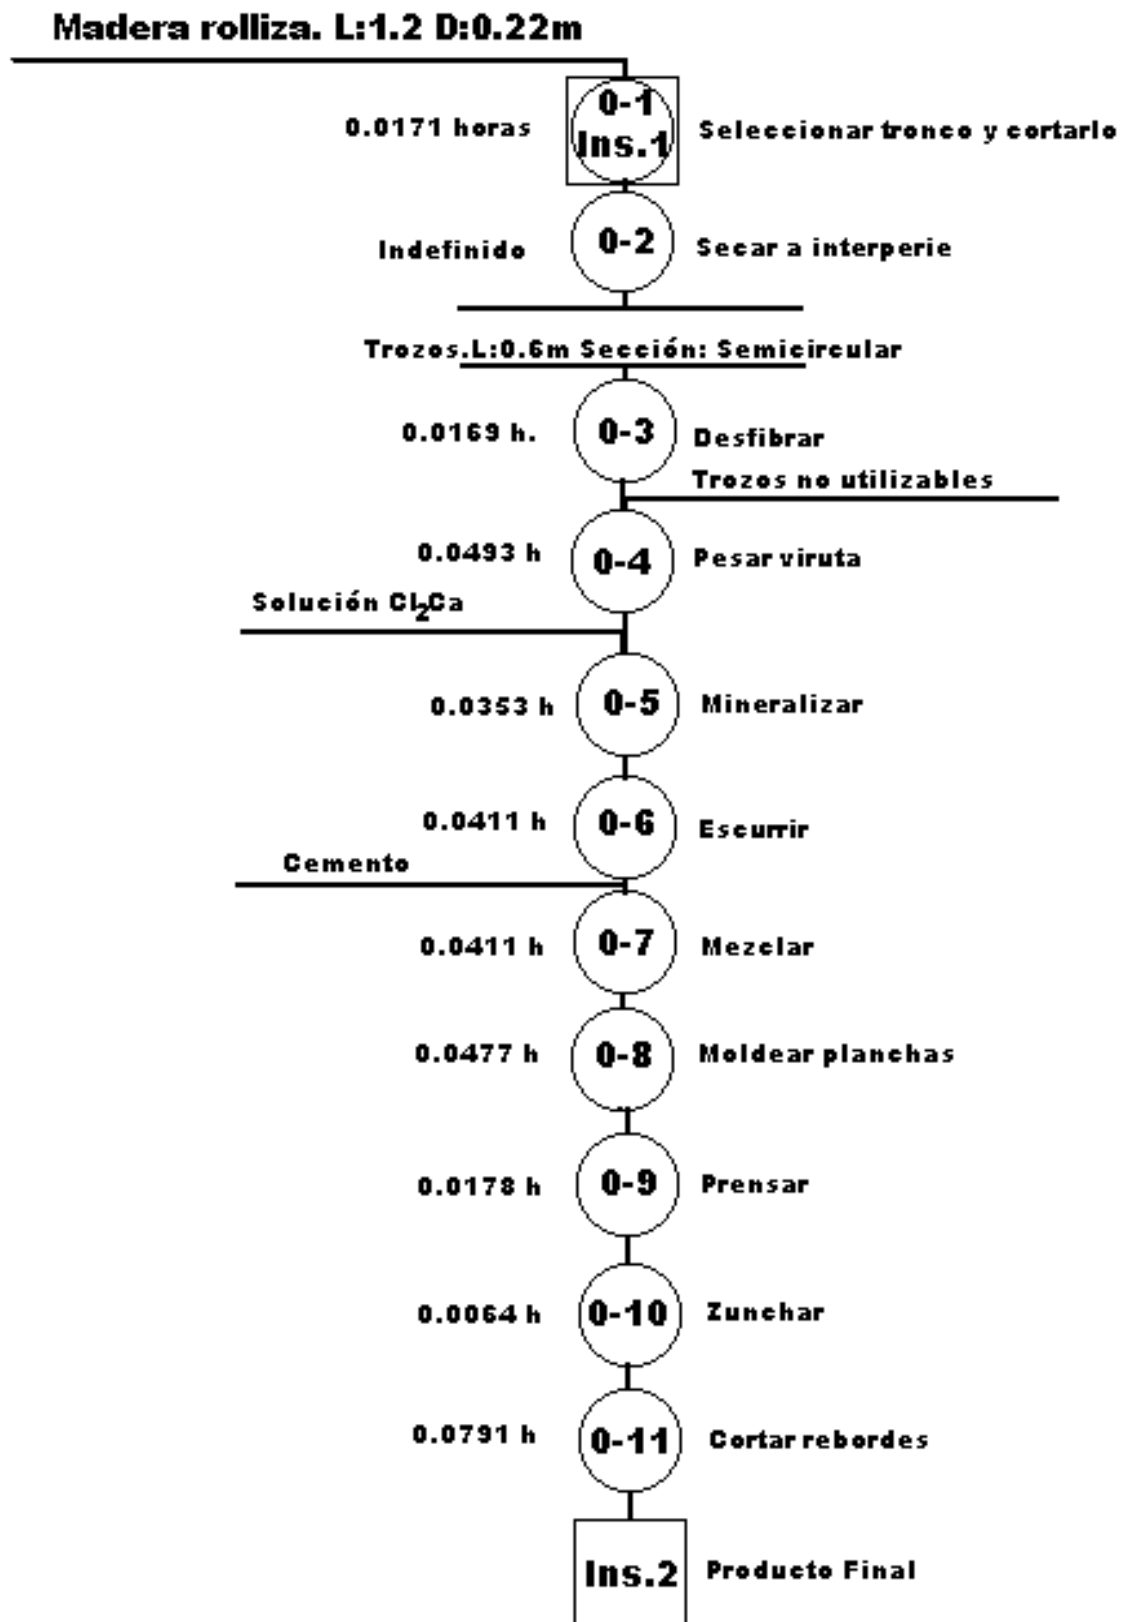 Madera rolliza. L:1.2 D:0.22m
0.0171 horas
0-1
Ins.1
Seleccionar tronco y cortarlo
Indefinido
0-2
Secar a interperie
Trozos.L:0.6m Sección: Semicircular
0.0169 h.
0-3
Desfibrar
Trozos no utilizables
0.0493 h
0-4
Pesar viruta
Solución Cl₂Ca
0.0353 h
0-5
Mineralizar
0.0411 h
0-6
Escurrir
Cemento
0.0411 h
0-7
Mezclar
0.0477 h
0-8
Moldear planchas
0.0178 h
0-9
Prensar
0.0064 h
0-10
Zunchar
0.0791 h
0-11
Cortar rebordes
Ins.2
Producto Final